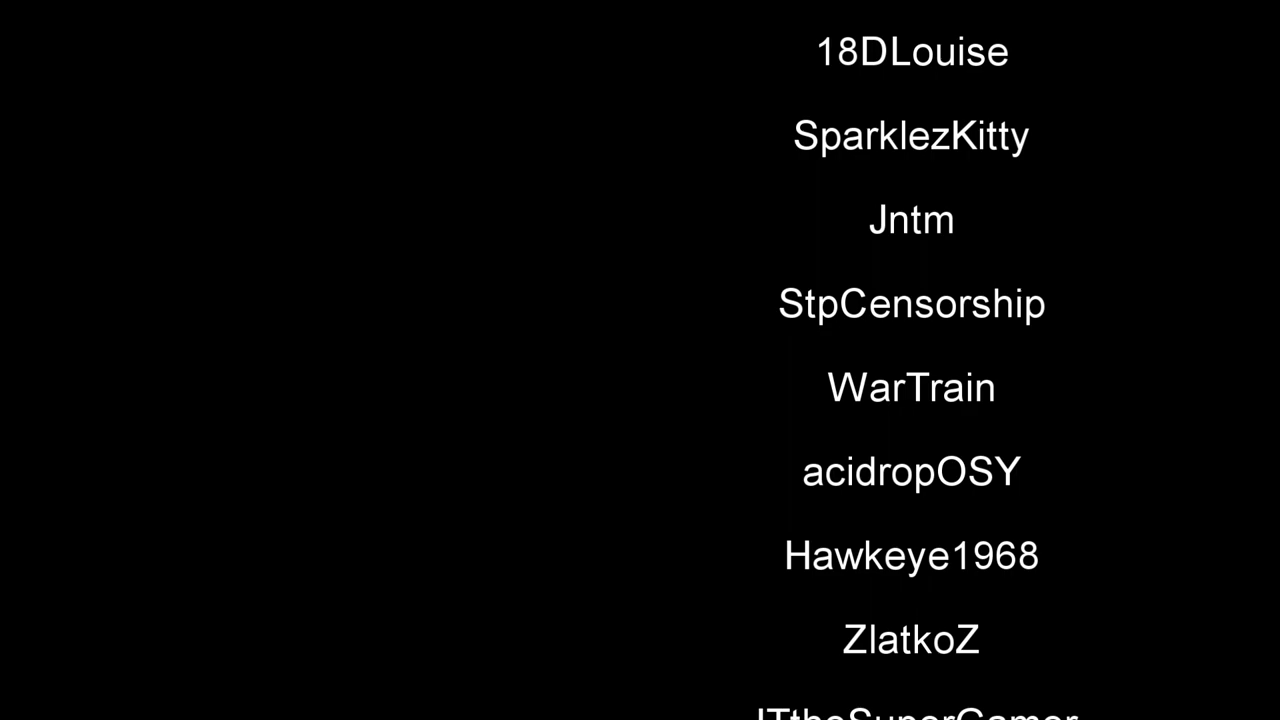 18DLouise
SparklezKitty
Jntm
StpCensorship
WarTrain
acidropOSY
Hawkeye1968
ZlatkoZ